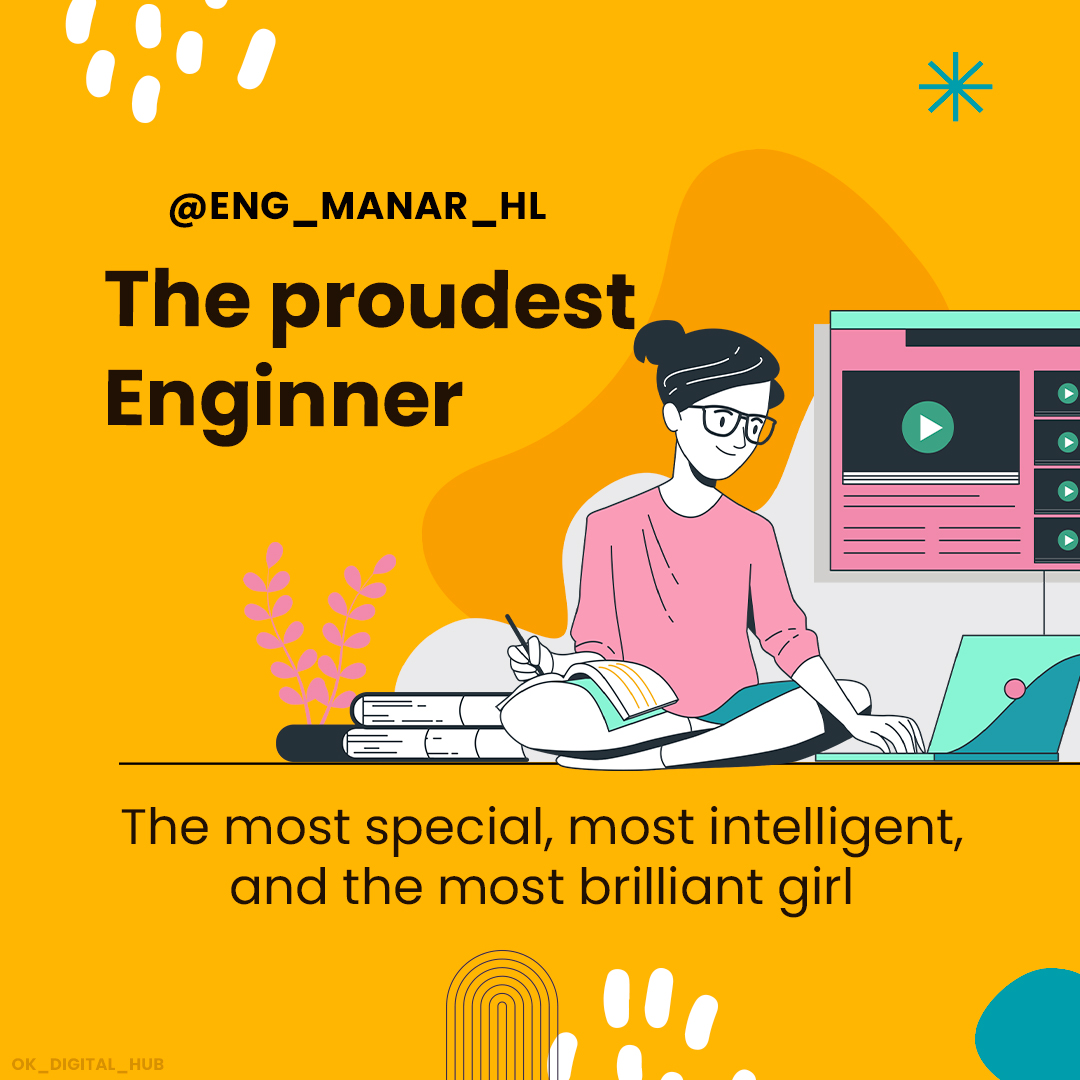 @ENG_MANAR_HL
The proudest
Enginner
The most special, most intelligent,
and the most brilliant girl
OK_DIGITAL_HUB